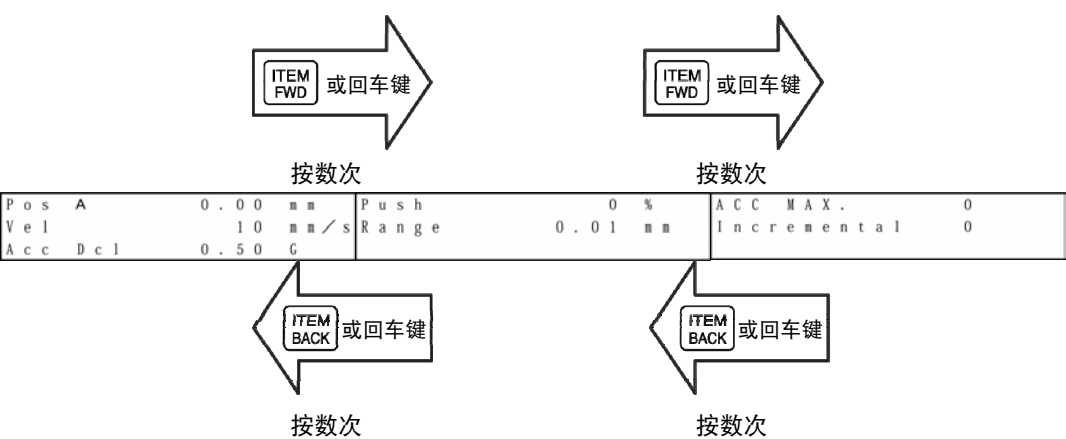 ITEM FWD 或回车键
ITEM FWD 或回车键
按数次
按数次
Pos A 0.00 mm
Vel 10 mm/s
Acc Dcl 0.50 G
Push 0 %
Range 0.01 mm
ACC MAX. 0
Incremental 0
ITEM BACK 或回车键
ITEM BACK 或回车键
按数次
按数次